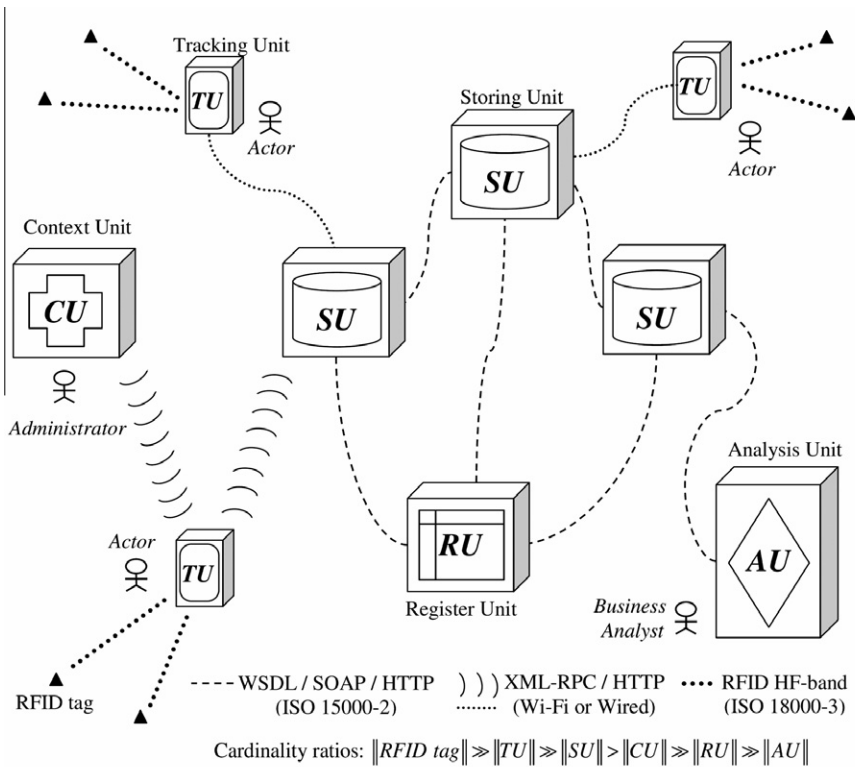 Tracking Unit
TU
Actor
Storing Unit
SU
TU
Actor
Context Unit
CU
Administrator
SU
SU
Actor
TU
RU
Register Unit
Analysis Unit
AU
Business
Analyst
RFID tag
WSDL / SOAP / HTTP
(ISO 15000-2)
XML-RPC / HTTP
(Wi-Fi or Wired)
RFID HF-band
(ISO 18000-3)
Cardinality ratios: ‖RFID tag‖≫‖TU‖≫‖SU‖>‖CU‖≫‖RU‖≫‖AU‖